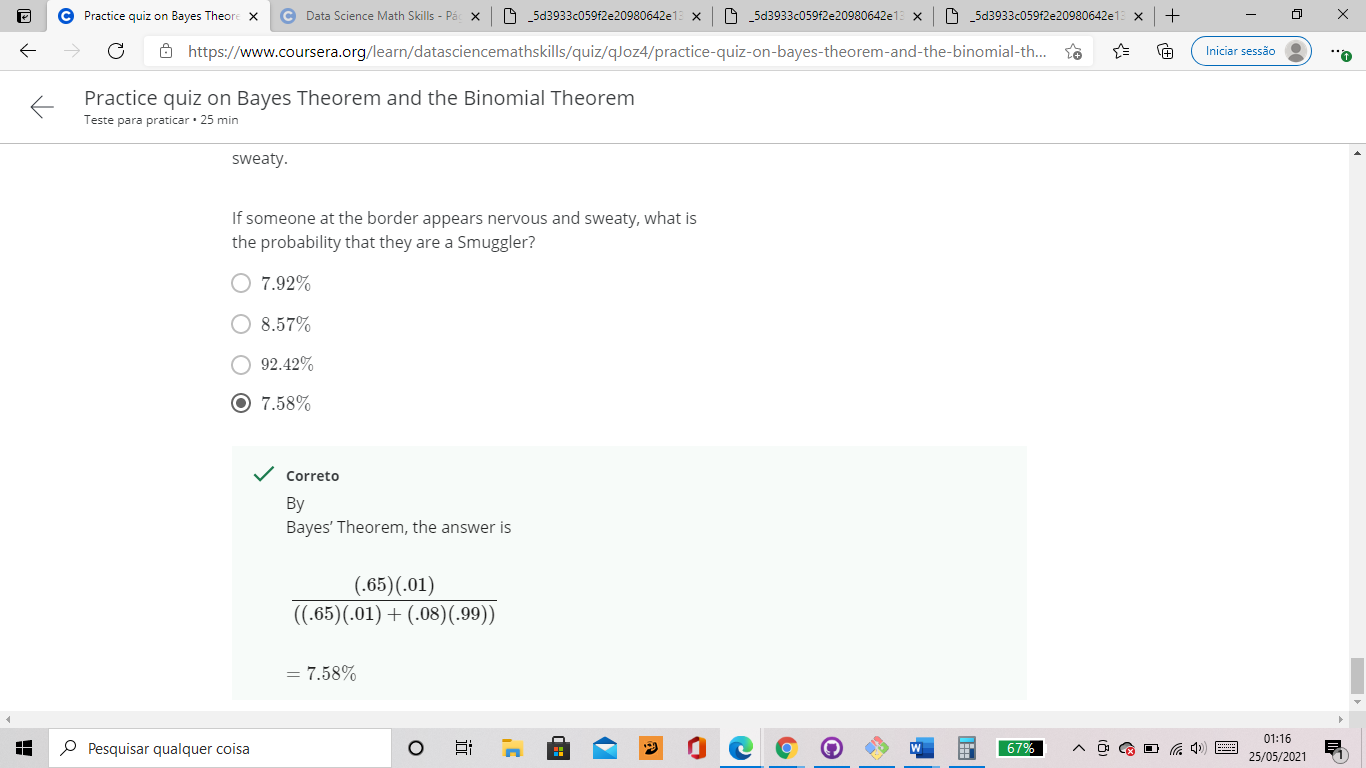 Practice quiz on Bayes Theore
Data Science Math Skills - Pá
_5d3933c059f2e20980642e13
_5d3933c059f2e20980642e13
_5d3933c059f2e20980642e13
https://www.coursera.org/learn/datasciencemathskills/quiz/qJoz4/practice-quiz-on-bayes-theorem-and-the-binomial-th...
Iniciar sessão
Practice quiz on Bayes Theorem and the Binomial Theorem
Teste para praticar • 25 min
sweaty.
If someone at the border appears nervous and sweaty, what is
the probability that they are a Smuggler?
7.92%
8.57%
92.42%
7.58%
Correto
By
Bayes’ Theorem, the answer is
(.65)(.01)
((.65)(.01) + (.08)(.99))
= 7.58%
Pesquisar qualquer coisa
67%
01:16
25/05/2021
1